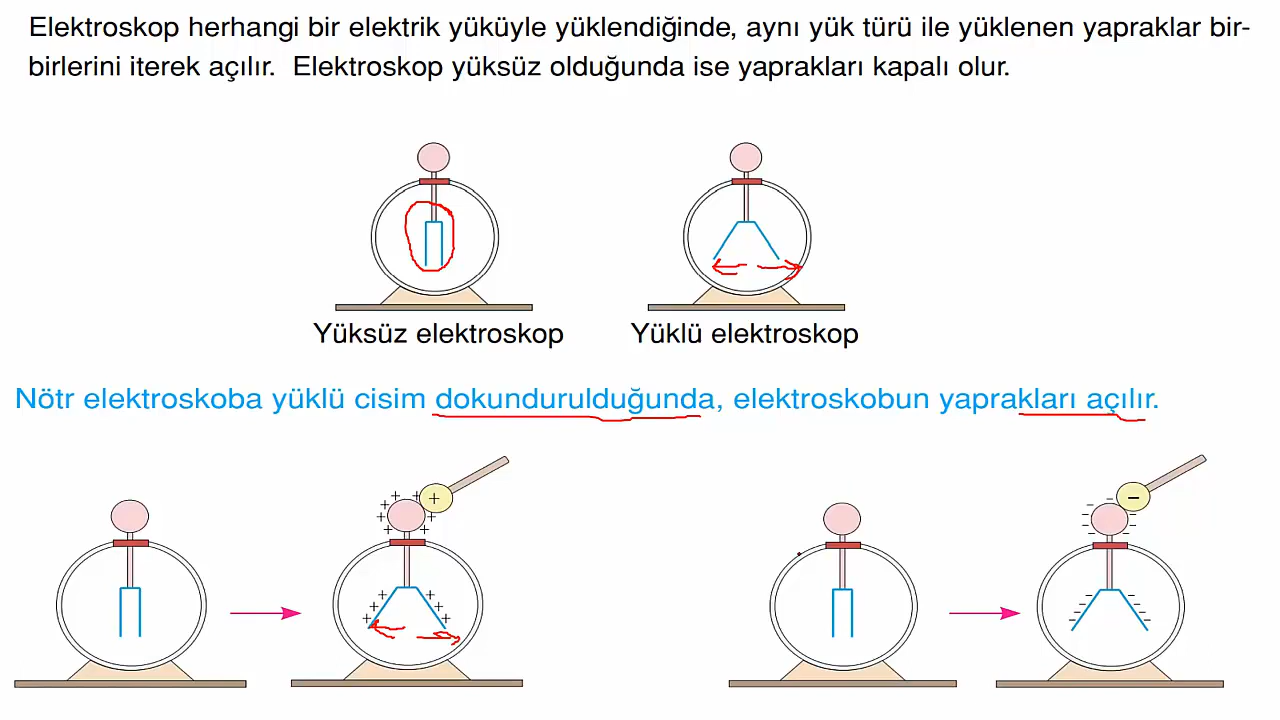 Elektroskop herhangi bir elektrik yüküyle yüklendiğinde, aynı yük türü ile yüklenen yapraklar bir-
birlerini iterek açılır. Elektroskop yüksüz olduğunda ise yaprakları kapalı olur.
Yüksüz elektroskop
Yüklü elektroskop
Nötr elektroskoba yüklü cisim dokundurulduğunda, elektroskobun yaprakları açılır.